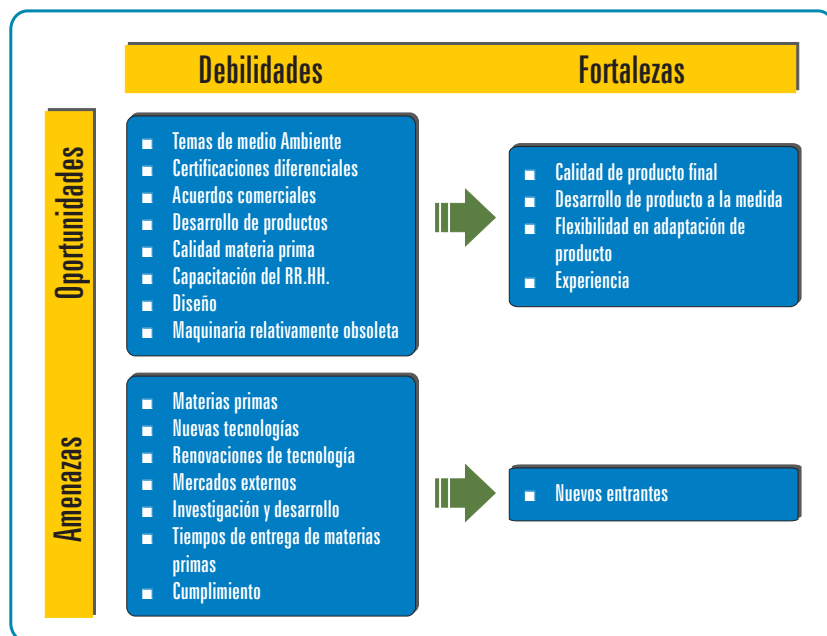 Debilidades
Fortalezas
Oportunidades
Temas de medio Ambiente
Certificaciones diferenciales
Acuerdos comerciales
Desarrollo de productos
Calidad materia prima
Capacitación del RR.HH.
Diseño
Maquinaria relativamente obsoleta
Calidad de producto final
Desarrollo de producto a la medida
Flexibilidad en adaptación de
producto
Experiencia
Amenazas
Materias primas
Nuevas tecnologías
Renovaciones de tecnología
Mercados externos
Investigación y desarrollo
Tiempos de entrega de materias
primas
Cumplimiento
Nuevos entrantes